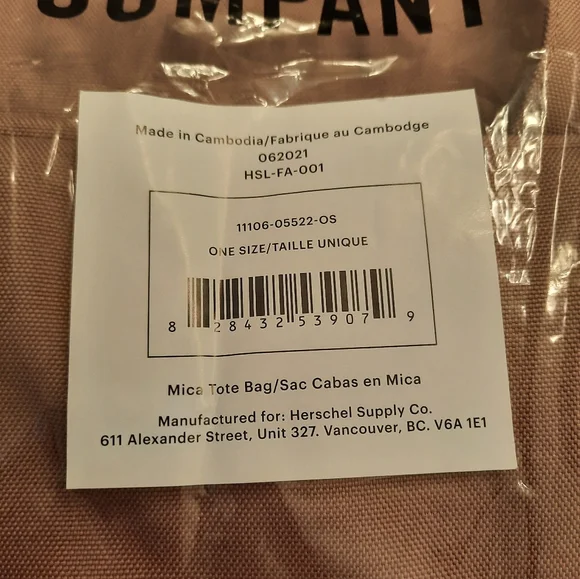 COMPANY
Made in Cambodia/Fabrique au Cambodge
062021
HSL-FA-001
11106-05522-OS
ONE SIZE/TAILLE UNIQUE
8 28432 53907 9
Mica Tote Bag/Sac Cabas en Mica
Manufactured for: Herschel Supply Co.
611 Alexander Street, Unit 327. Vancouver, BC. V6A 1E1